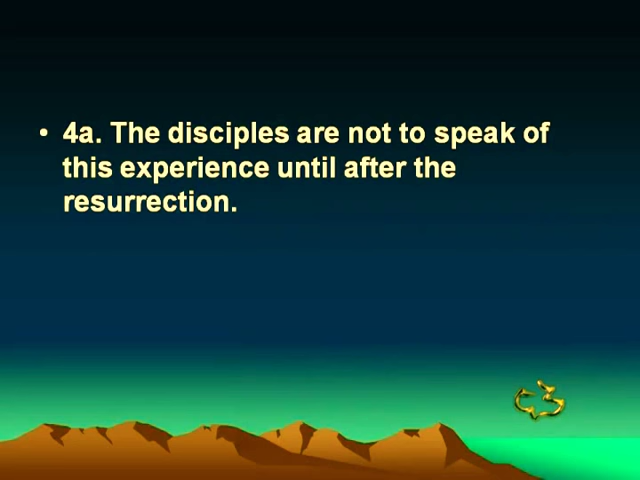 • 4a. The disciples are not to speak of
this experience until after the
resurrection.